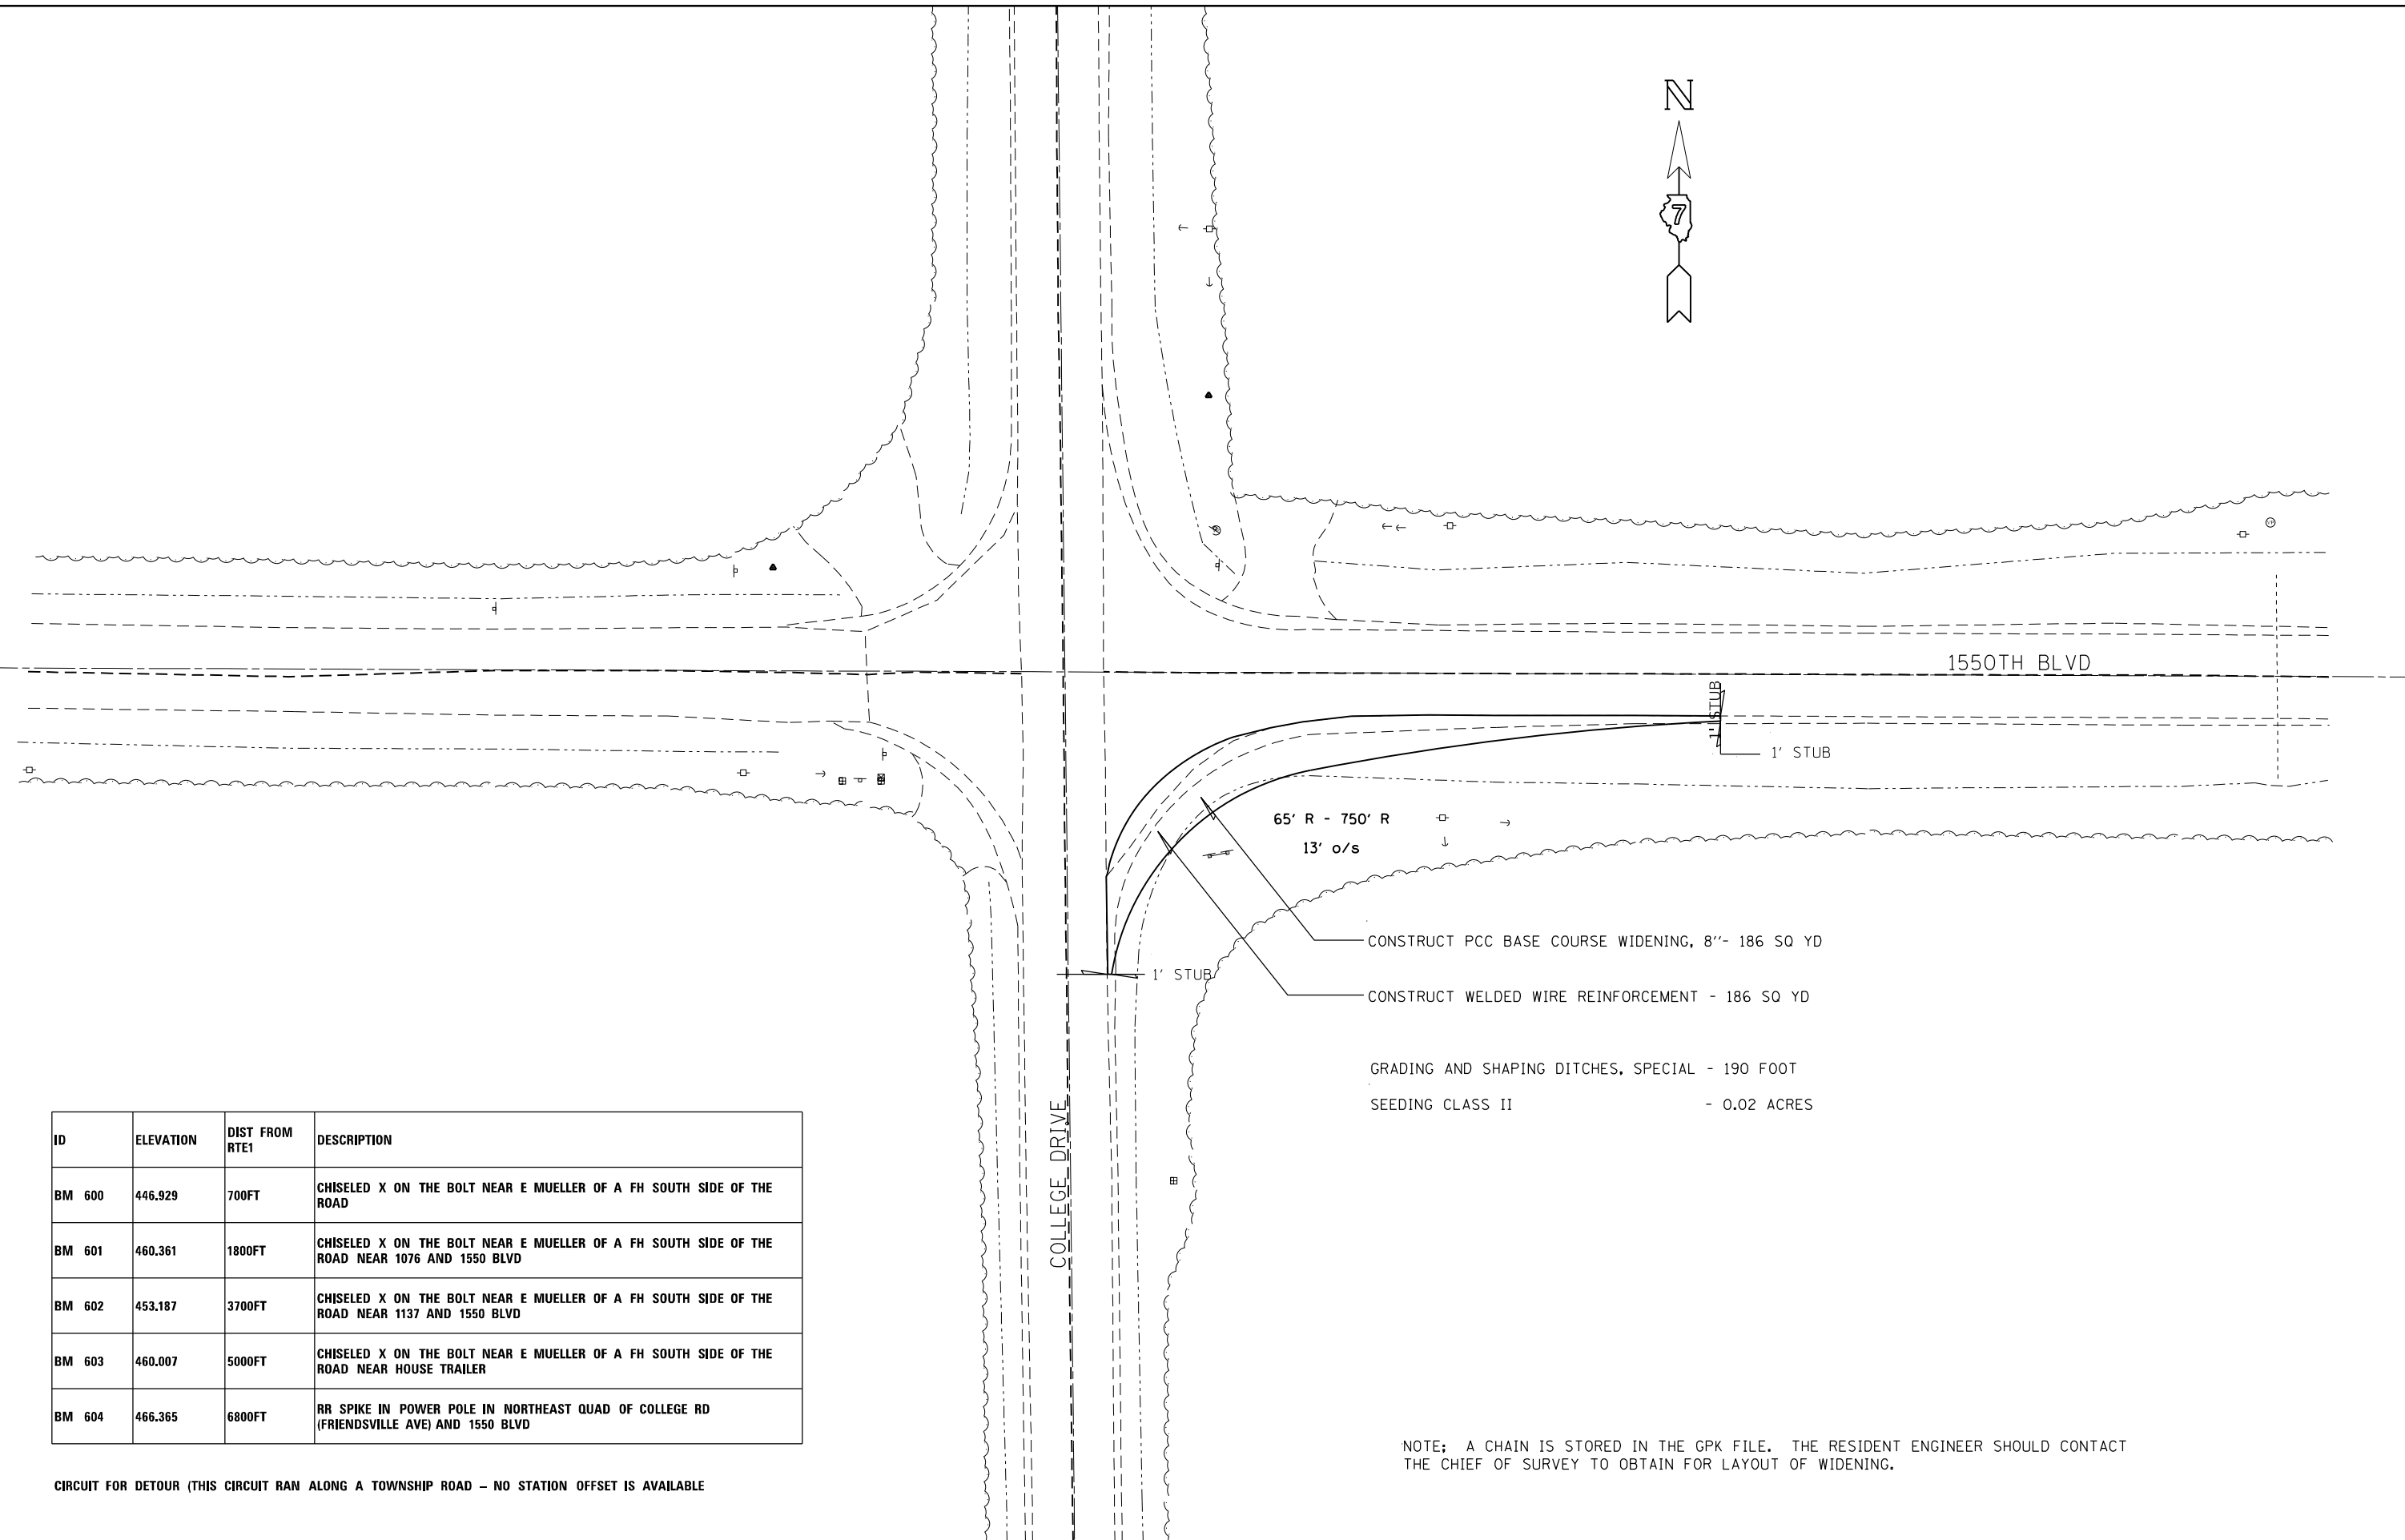 N
7
1550TH BLVD
1' STUB
1' STUB
65' R - 750' R
13' o/s
CONSTRUCT PCC BASE COURSE WIDENING, 8''- 186 SQ YD
1' STUB
CONSTRUCT WELDED WIRE REINFORCEMENT - 186 SQ YD
GRADING AND SHAPING DITCHES, SPECIAL - 190 FOOT
SEEDING CLASS II - 0.02 ACRES
COLLEGE DRIVE
ID ELEVATION DIST FROM RTE1 DESCRIPTION
BM 600 446.929 700FT CHISELED X ON THE BOLT NEAR E MUELLER OF A FH SOUTH SIDE OF THE
ROAD
BM 601 460.361 1800FT CHISELED X ON THE BOLT NEAR E MUELLER OF A FH SOUTH SIDE OF THE
ROAD NEAR 1076 AND 1550 BLVD
BM 602 453.187 3700FT CHISELED X ON THE BOLT NEAR E MUELLER OF A FH SOUTH SIDE OF THE
ROAD NEAR 1137 AND 1550 BLVD
BM 603 460.007 5000FT CHISELED X ON THE BOLT NEAR E MUELLER OF A FH SOUTH SIDE OF THE
ROAD NEAR HOUSE TRAILER
BM 604 466.365 6800FT RR SPIKE IN POWER POLE IN NORTHEAST QUAD OF COLLEGE RD
(FRIENDSVILLE AVE) AND 1550 BLVD
CIRCUIT FOR DETOUR (THIS CIRCUIT RAN ALONG A TOWNSHIP ROAD – NO STATION OFFSET IS AVAILABLE
NOTE; A CHAIN IS STORED IN THE GPK FILE. THE RESIDENT ENGINEER SHOULD CONTACT
THE CHIEF OF SURVEY TO OBTAIN FOR LAYOUT OF WIDENING.